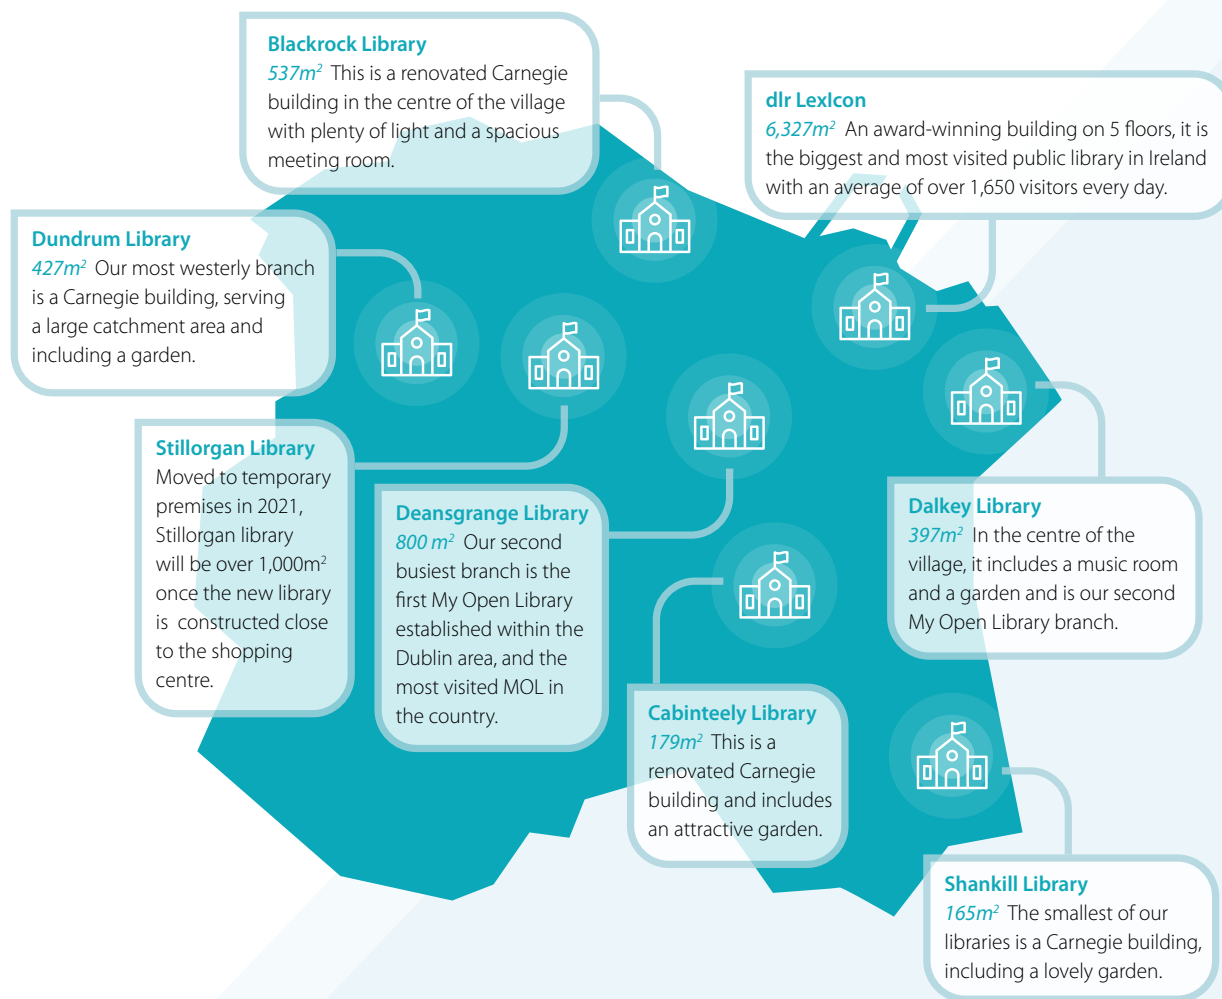 Blackrock Library
537m² This is a renovated Carnegie
building in the centre of the village
with plenty of light and a spacious
meeting room.
dlr LexIcon
6,327m² An award-winning building on 5 floors, it is
the biggest and most visited public library in Ireland
with an average of over 1,650 visitors every day.
Dundrum Library
427m² Our most westerly branch
is a Carnegie building, serving
a large catchment area and
including a garden.
Stillorgan Library
Moved to temporary
premises in 2021,
Stillorgan library
will be over 1,000m²
once the new library
is constructed close
to the shopping
centre.
Deansgrange Library
800 m² Our second
busiest branch is the
first My Open Library
established within the
Dublin area, and the
most visited MOL in
the country.
Dalkey Library
397m² In the centre of the
village, it includes a music room
and a garden and is our second
My Open Library branch.
Cabinteely Library
179m² This is a
renovated Carnegie
building and includes
an attractive garden.
Shankill Library
165m² The smallest of our
libraries is a Carnegie building,
including a lovely garden.